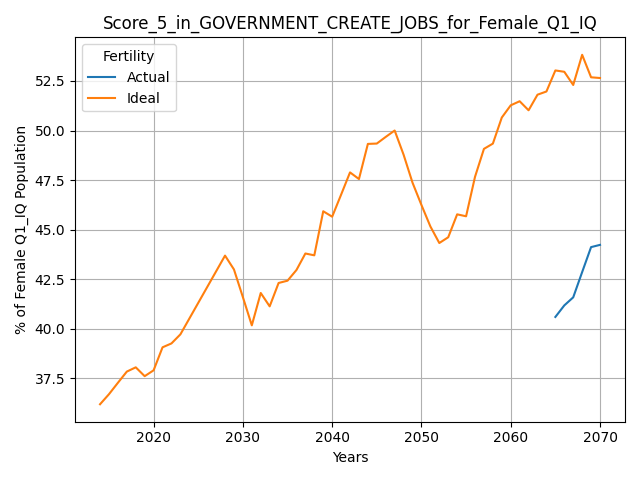 Score_5_in_GOVERNMENT_CREATE_JOBS_for_Female_Q1_IQ
Fertility
Actual
Ideal
% of Female Q1_IQ Population
52.5
50.0
47.5
45.0
42.5
40.0
37.5
2020 2030 2040 2050 2060 2070
Years